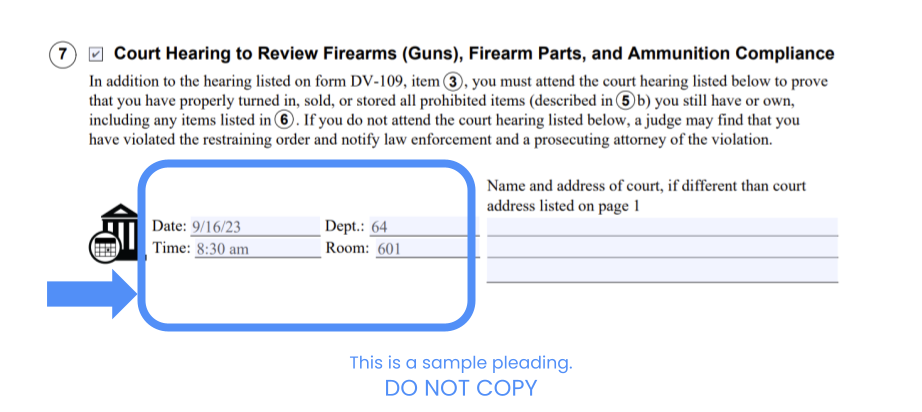 7 Court Hearing to Review Firearms (Guns), Firearm Parts, and Ammunition Compliance
In addition to the hearing listed on form DV-109, item 3, you must attend the court hearing listed below to prove
that you have properly turned in, sold, or stored all prohibited items (described in 5b) you still have or own,
including any items listed in 6. If you do not attend the court hearing listed below, a judge may find that you
have violated the restraining order and notify law enforcement and a prosecuting attorney of the violation.
Name and address of court, if different than court
address listed on page 1
Date: 9/16/23 Dept.: 64
Time: 8:30 am Room: 601
This is a sample pleading.
DO NOT COPY